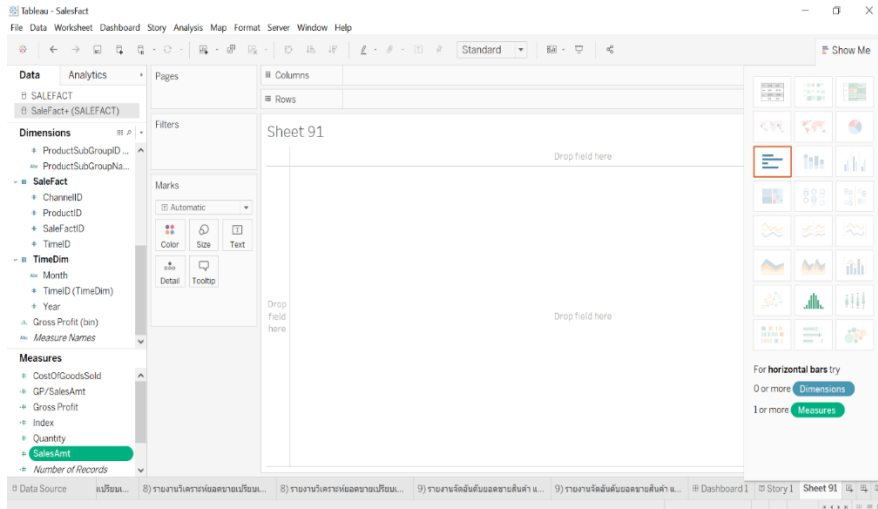 Tableau - SalesFact
File Data Worksheet Dashboard Story Analysis Map Format Server Window Help
Standard
Show Me
Data Analytics
SALEFACT
SaleFact+ (SALEFACT)
Dimensions
ProductSubGroupID ...
Abc ProductSubGroupNa...
SaleFact
ChannelID
ProductID
SaleFactID
TimeID
TimeDim
Abc Month
TimeID (TimeDim)
Year
Gross Profit (bin)
Abc Measure Names
Measures
CostOfGoodsSold
GP/SalesAmt
Gross Profit
Index
Quantity
SalesAmt
Number of Records
Pages
Filters
Marks
Automatic
Color Size Text
Detail Tooltip
Columns
Rows
Sheet 91
Drop field here
Drop
field
here
Drop field here
For horizontal bars try
0 or more Dimensions
1 or more Measures
Data Source
8) รายงานวิเคราะห์ยอดขายเปรียบเ...
8) รายงานวิเคราะห์ยอดขายเปรียบเ...
9) รายงานจัดอันดับยอดขายสินค้า แ...
9) รายงานจัดอันดับยอดขายสินค้า แ...
Dashboard 1
Story 1
Sheet 91